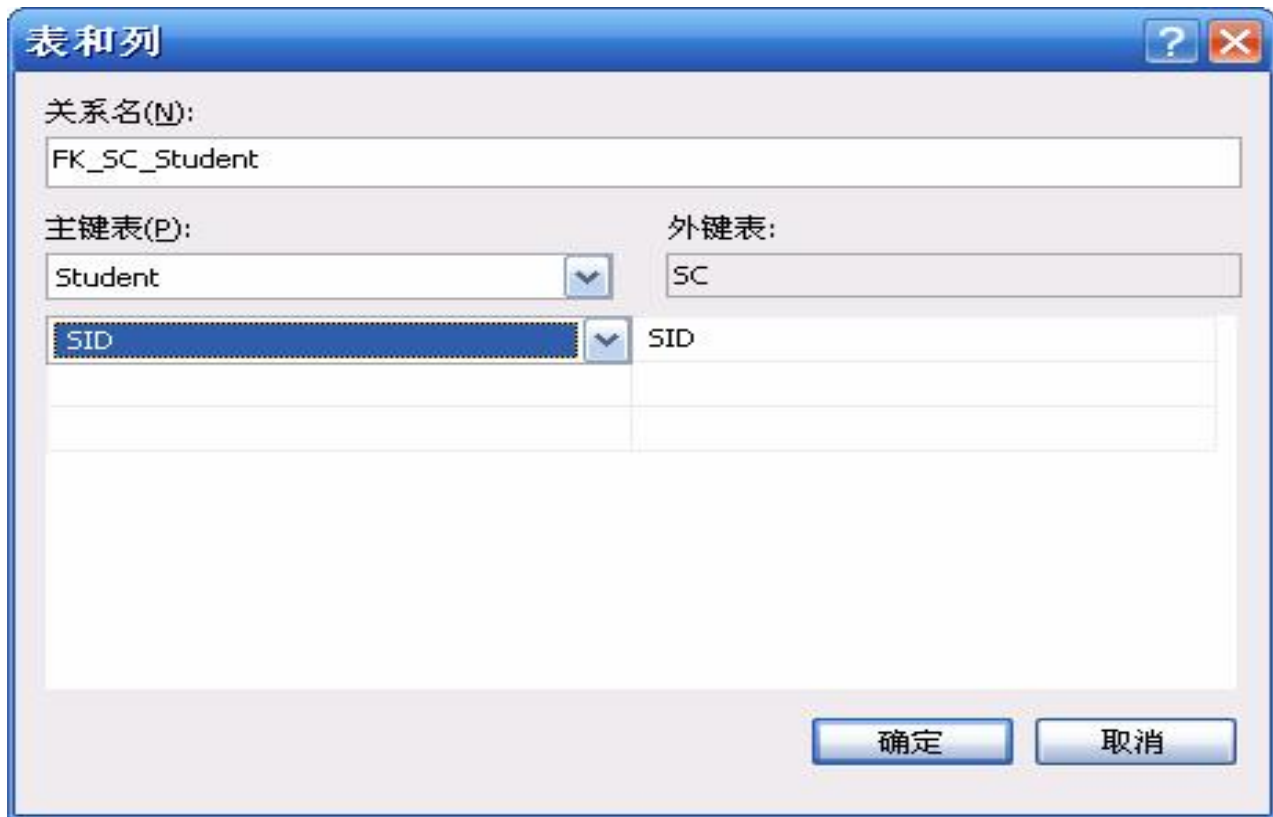 表和列
关系名(N):
FK_SC_Student
主键表(P):
外键表:
Student
SC
SID
SID
确定
取消